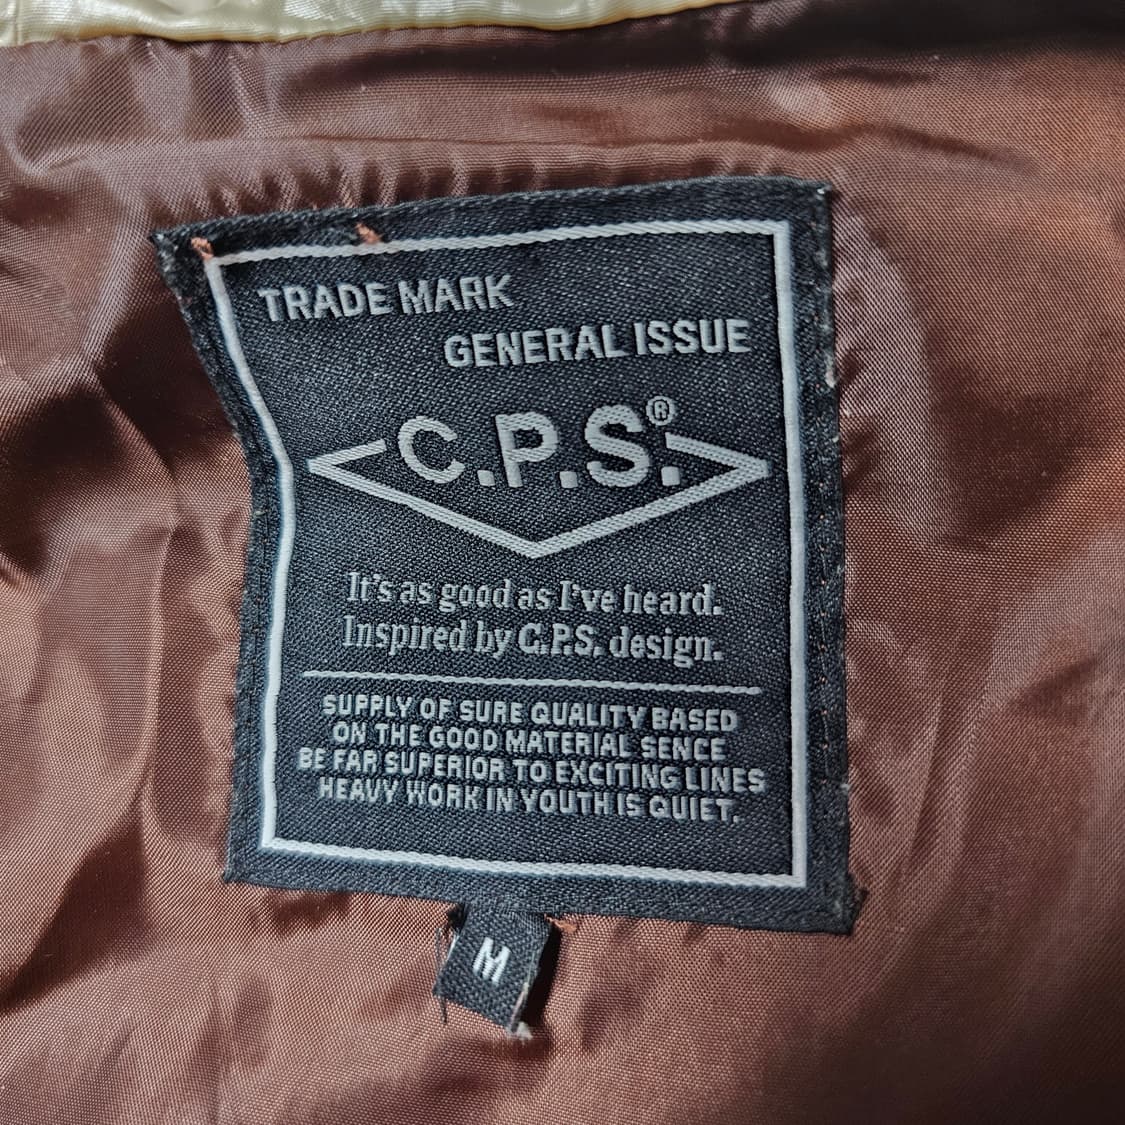 TRADE MARK
GENERAL ISSUE
C.P.S.®
It's as good as I've heard.
Inspired by C.P.S. design.
SUPPLY OF SURE QUALITY BASED
ON THE GOOD MATERIAL SENCE
BE FAR SUPERIOR TO EXCITING LINES
HEAVY WORK IN YOUTH IS QUIET.
M